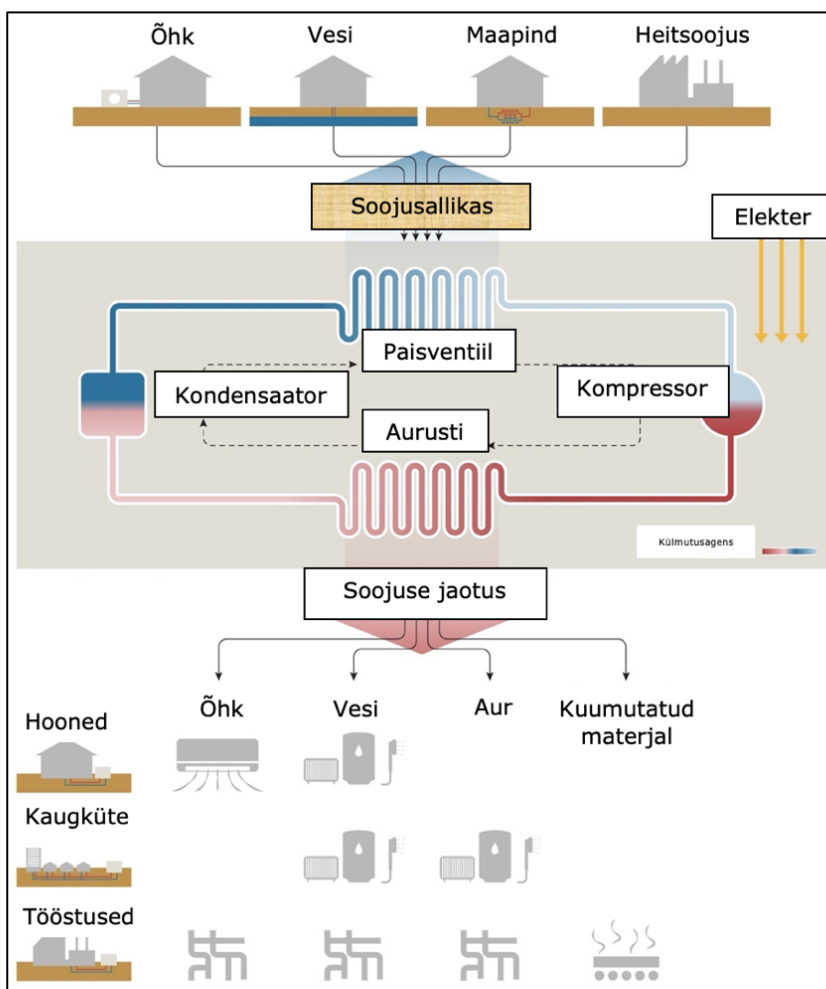 Õhk
Vesi
Maapind
Heitsoojus
Soojusallikas
Elekter
Paisventiil
Kondensaator
Kompressor
Aurusti
Külmutusagens
Soojuse jaotus
Õhk
Vesi
Aur
Kuumutatud
materjal
Hooned
Kaugküte
Tööstused